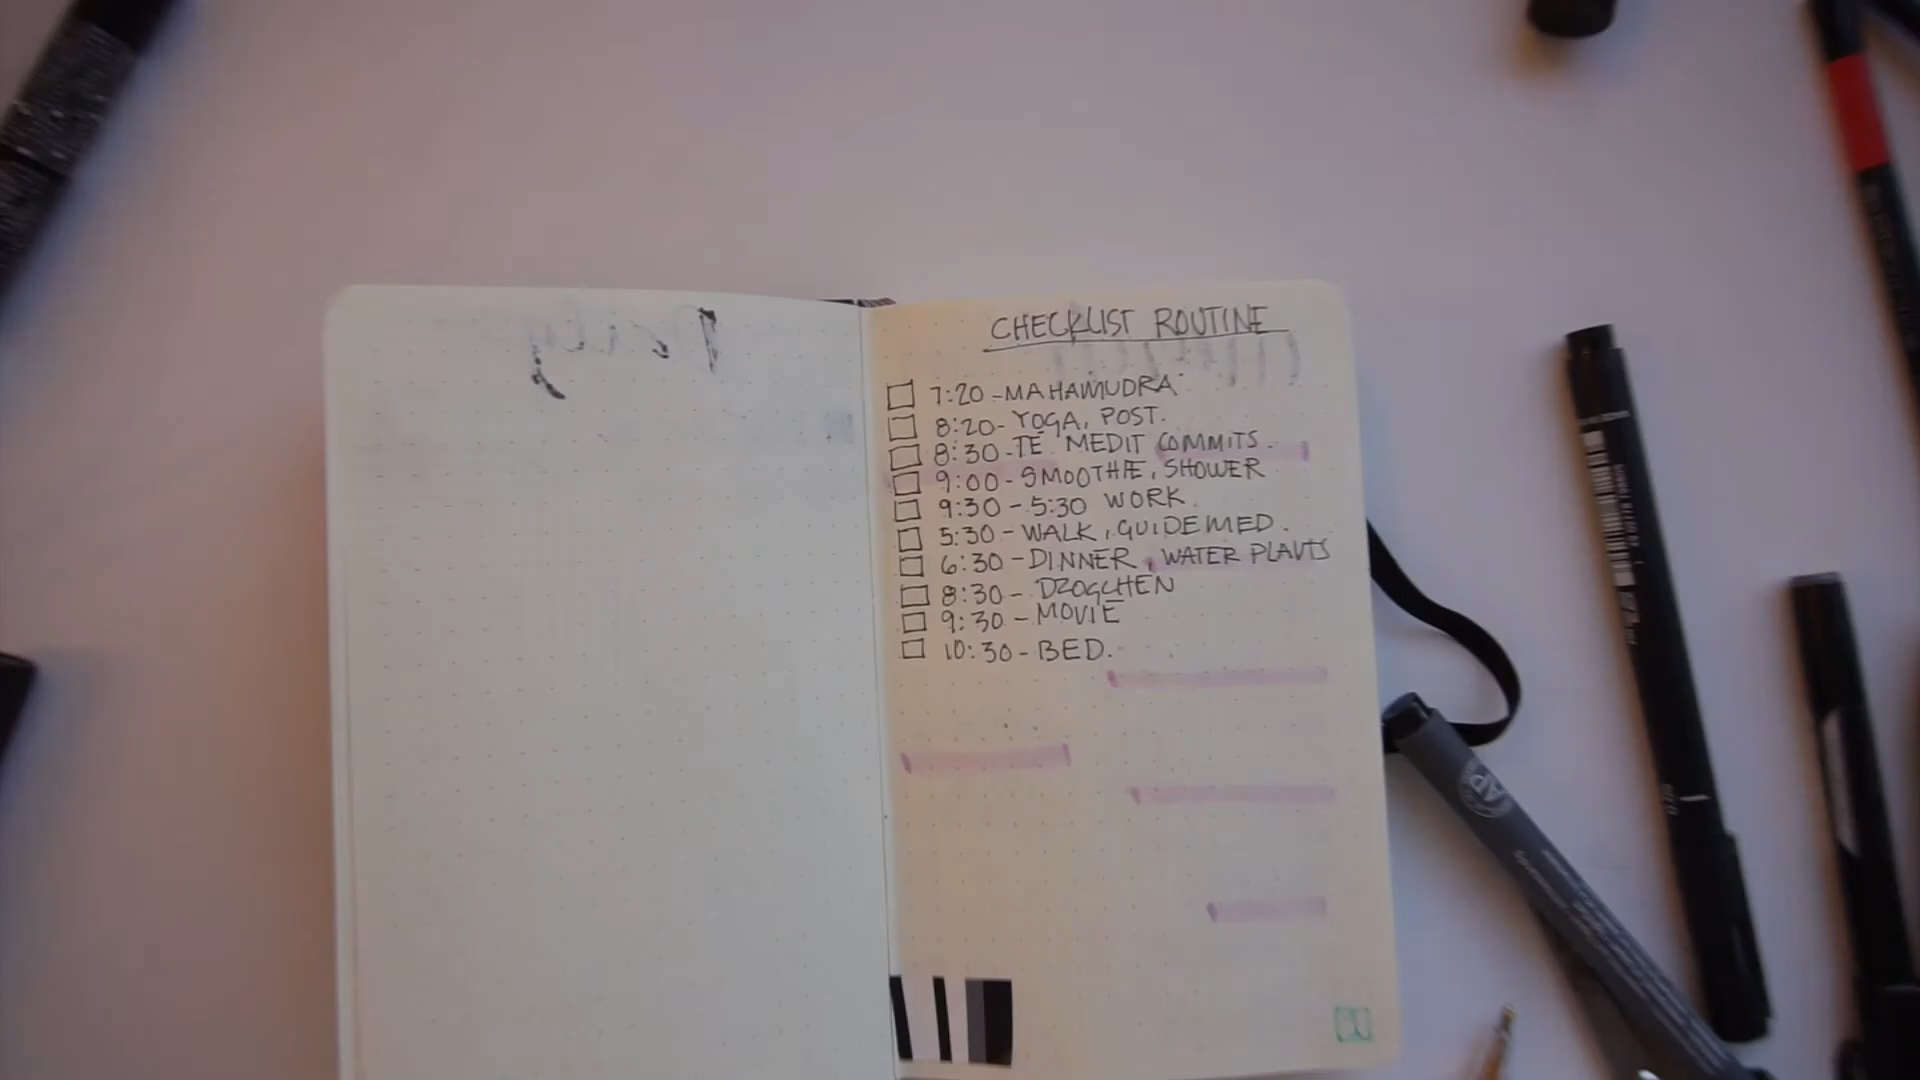 CHECKLIST ROUTINE
7:20 - MAHAMUDRA
8:20 - YOGA, POST.
8:30 - TE MEDIT COMMITS.
9:00 - SMOOTHIE, SHOWER
9:30 - 5:30 WORK.
5:30 - WALK, GUIDEMED.
6:30 - DINNER, WATER PLANTS
8:30 - DZOGCHEN
9:30 - MOVIE
10:30 - BED.